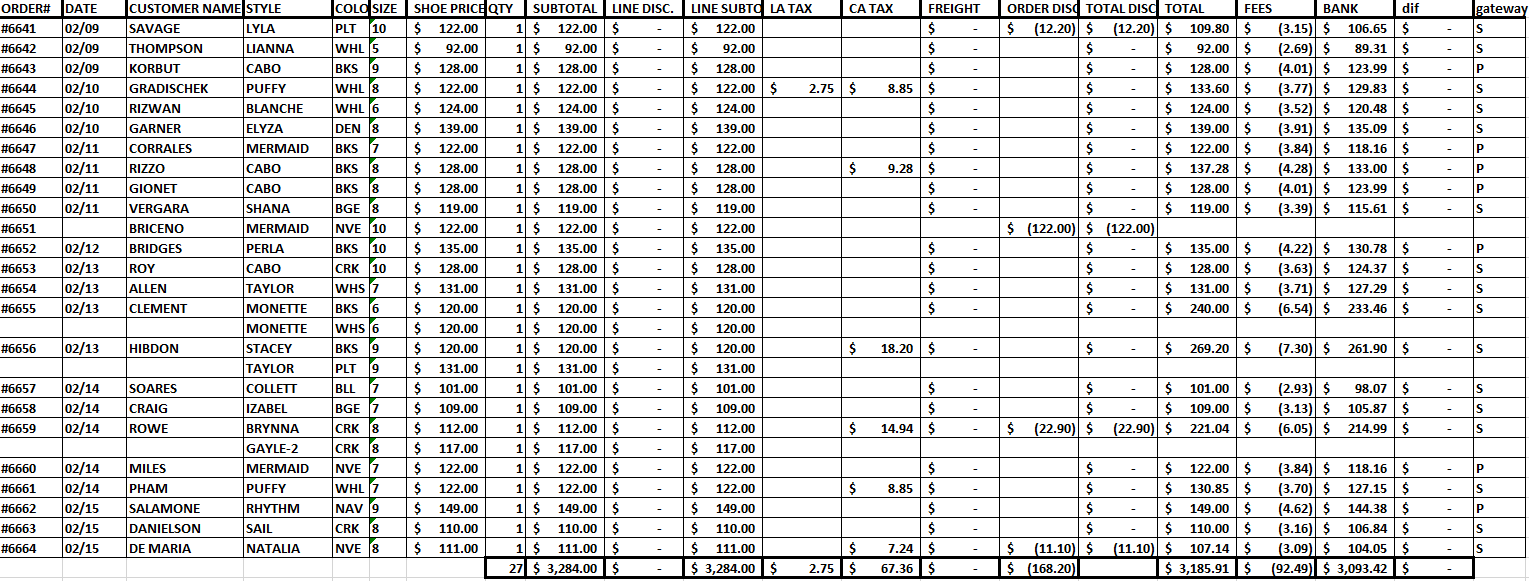 ORDER# DATE CUSTOMER NAME STYLE COLO SIZE SHOE PRICE QTY SUBTOTAL LINE DISC. LINE SUBTO LA TAX CA TAX FREIGHT ORDER DISC TOTAL DISC TOTAL FEES BANK dif gateway
#6641 02/09 SAVAGE LYLA PLT 10 $ 122.00 1 $ 122.00 $ - $ 122.00 $ - $ (12.20) $ (12.20) $ 109.80 $ (3.15) $ 106.65 $ - S
#6642 02/09 THOMPSON LIANNA WHL 5 $ 92.00 1 $ 92.00 $ - $ 92.00 $ - $ - $ 92.00 $ (2.69) $ 89.31 $ - S
#6643 02/09 KORBUT CABO BKS 9 $ 128.00 1 $ 128.00 $ - $ 128.00 $ - $ - $ 128.00 $ (4.01) $ 123.99 $ - P
#6644 02/10 GRADISCHEK PUFFY WHL 8 $ 122.00 1 $ 122.00 $ - $ 122.00 $ 2.75 $ 8.85 $ - $ - $ 133.60 $ (3.77) $ 129.83 $ - S
#6645 02/10 RIZWAN BLANCHE WHL 6 $ 124.00 1 $ 124.00 $ - $ 124.00 $ - $ - $ 124.00 $ (3.52) $ 120.48 $ - S
#6646 02/10 GARNER ELYZA DEN 8 $ 139.00 1 $ 139.00 $ - $ 139.00 $ - $ - $ 139.00 $ (3.91) $ 135.09 $ - S
#6647 02/11 CORRALES MERMAID BKS 7 $ 122.00 1 $ 122.00 $ - $ 122.00 $ - $ - $ 122.00 $ (3.84) $ 118.16 $ - P
#6648 02/11 RIZZO CABO BKS 8 $ 128.00 1 $ 128.00 $ - $ 128.00 $ 9.28 $ - $ - $ 137.28 $ (4.28) $ 133.00 $ - P
#6649 02/11 GIONET CABO BKS 8 $ 128.00 1 $ 128.00 $ - $ 128.00 $ - $ - $ 128.00 $ (4.01) $ 123.99 $ - P
#6650 02/11 VERGARA SHANA BGE 8 $ 119.00 1 $ 119.00 $ - $ 119.00 $ - $ - $ 119.00 $ (3.39) $ 115.61 $ - S
#6651 BRICENO MERMAID NVE 10 $ 122.00 1 $ 122.00 $ - $ 122.00 $ (122.00) $ (122.00)
#6652 02/12 BRIDGES PERLA BKS 10 $ 135.00 1 $ 135.00 $ - $ 135.00 $ - $ - $ 135.00 $ (4.22) $ 130.78 $ - P
#6653 02/13 ROY CABO CRK 10 $ 128.00 1 $ 128.00 $ - $ 128.00 $ - $ - $ 128.00 $ (3.63) $ 124.37 $ - S
#6654 02/13 ALLEN TAYLOR WHS 7 $ 131.00 1 $ 131.00 $ - $ 131.00 $ - $ - $ 131.00 $ (3.71) $ 127.29 $ - S
#6655 02/13 CLEMENT MONETTE BKS 6 $ 120.00 1 $ 120.00 $ - $ 120.00 $ - $ - $ 240.00 $ (6.54) $ 233.46 $ - S
MONETTE WHS 6 $ 120.00 1 $ 120.00 $ - $ 120.00
#6656 02/13 HIBDON STACEY BKS 9 $ 120.00 1 $ 120.00 $ - $ 120.00 $ 18.20 $ - $ - $ 269.20 $ (7.30) $ 261.90 $ - S
TAYLOR PLT 9 $ 131.00 1 $ 131.00 $ - $ 131.00
#6657 02/14 SOARES COLLETT BLL 7 $ 101.00 1 $ 101.00 $ - $ 101.00 $ - $ - $ 101.00 $ (2.93) $ 98.07 $ - S
#6658 02/14 CRAIG IZABEL BGE 7 $ 109.00 1 $ 109.00 $ - $ 109.00 $ - $ - $ 109.00 $ (3.13) $ 105.87 $ - S
#6659 02/14 ROWE BRYNNA CRK 8 $ 112.00 1 $ 112.00 $ - $ 112.00 $ 14.94 $ - $ (22.90) $ (22.90) $ 221.04 $ (6.05) $ 214.99 $ - S
GAYLE-2 CRK 8 $ 117.00 1 $ 117.00 $ - $ 117.00
#6660 02/14 MILES MERMAID NVE 7 $ 122.00 1 $ 122.00 $ - $ 122.00 $ - $ - $ 122.00 $ (3.84) $ 118.16 $ - P
#6661 02/14 PHAM PUFFY WHL 7 $ 122.00 1 $ 122.00 $ - $ 122.00 $ 8.85 $ - $ - $ 130.85 $ (3.70) $ 127.15 $ - S
#6662 02/15 SALAMONE RHYTHM NAV 9 $ 149.00 1 $ 149.00 $ - $ 149.00 $ - $ - $ 149.00 $ (4.62) $ 144.38 $ - P
#6663 02/15 DANIELSON SAIL CRK 8 $ 110.00 1 $ 110.00 $ - $ 110.00 $ - $ - $ 110.00 $ (3.16) $ 106.84 $ - S
#6664 02/15 DE MARIA NATALIA NVE 8 $ 111.00 1 $ 111.00 $ - $ 111.00 $ 7.24 $ - $ (11.10) $ (11.10) $ 107.14 $ (3.09) $ 104.05 $ - S
27 $ 3,284.00 $ - $ 3,284.00 $ 2.75 $ 67.36 $ - $ (168.20) $ 3,185.91 $ (92.49) $ 3,093.42 $ -